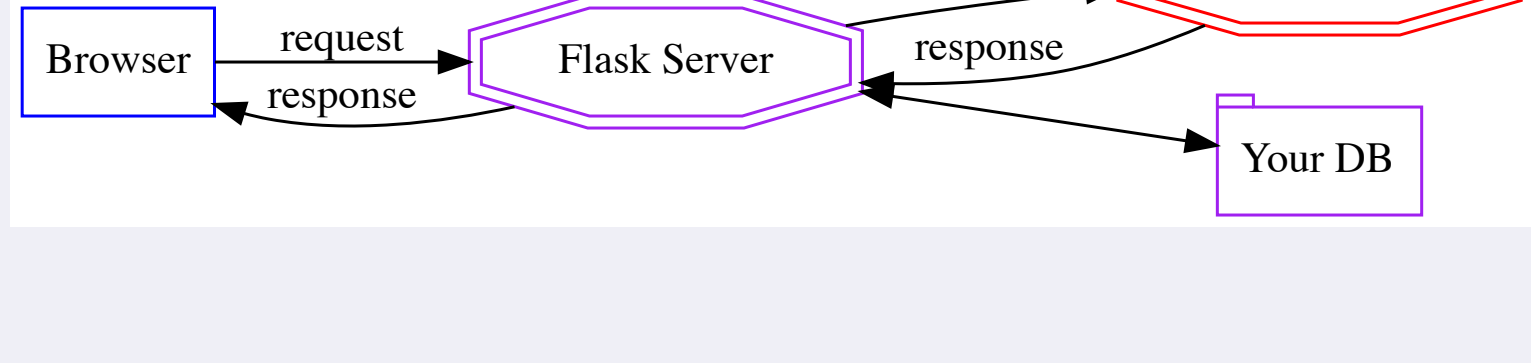 Browser
request
response
Flask Server
response
Your DB